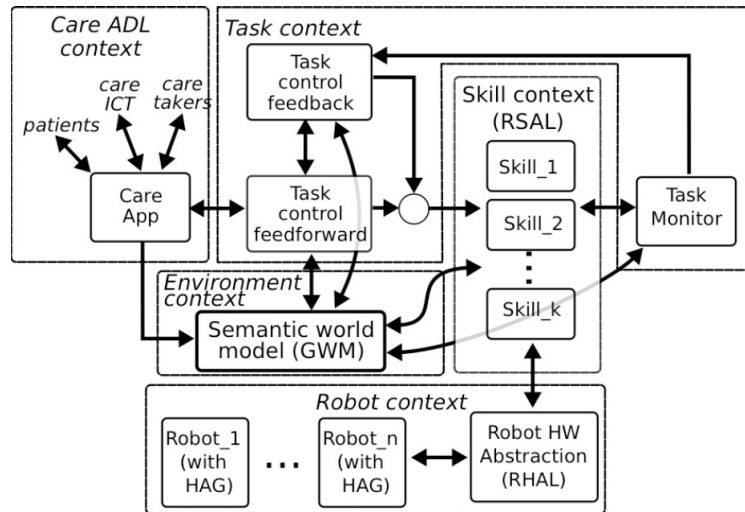 Care ADL
context
care
ICT
care
takers
patients
Care
App
Task context
Task
control
feedback
Task
control
feedforward
Skill context
(RSAL)
Skill_1
Skill_2
Skill_k
Task
Monitor
Environment
context
Semantic world
model (GWM)
Robot context
Robot_1
(with
HAG)
Robot_n
(with
HAG)
Robot HW
Abstraction
(RHAL)